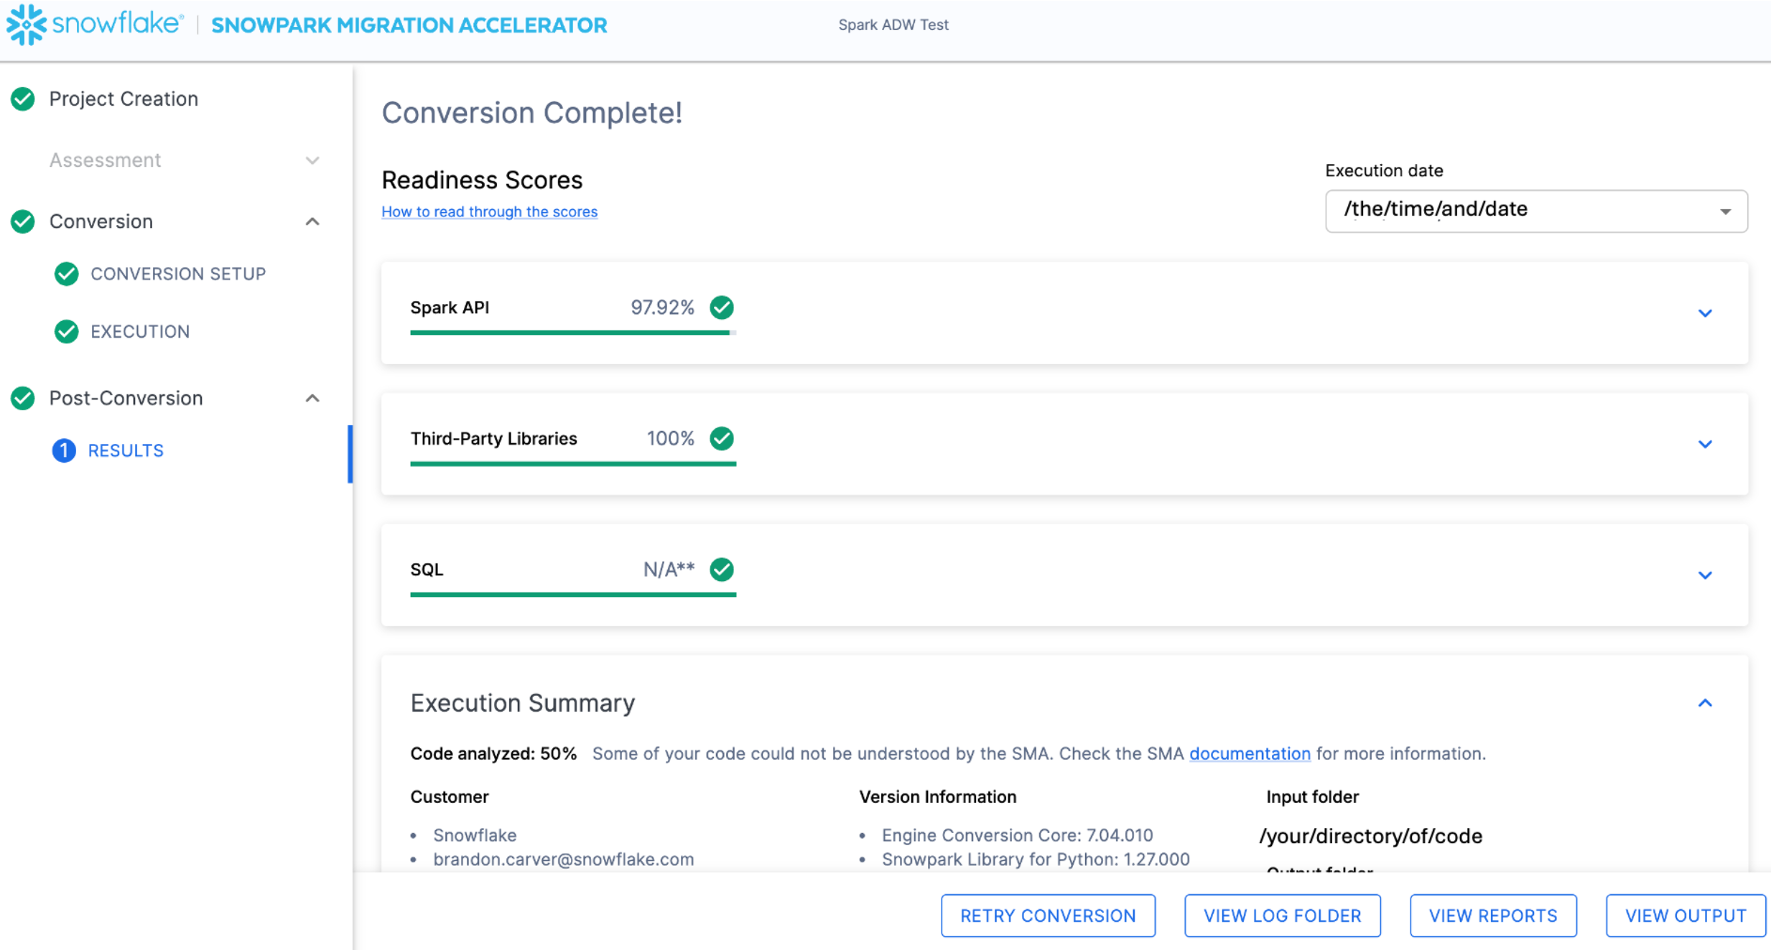 snowflake® | SNOWPARK MIGRATION ACCELERATOR
Spark ADW Test
Project Creation
Assessment
Conversion
CONVERSION SETUP
EXECUTION
Post-Conversion
1 RESULTS
Conversion Complete!
Readiness Scores
How to read through the scores
Execution date
/the/time/and/date
Spark API 97.92%
Third-Party Libraries 100%
SQL N/A**
Execution Summary
Code analyzed: 50% Some of your code could not be understood by the SMA. Check the SMA documentation for more information.
Customer
• Snowflake
• brandon.carver@snowflake.com
Version Information
• Engine Conversion Core: 7.04.010
• Snowpark Library for Python: 1.27.000
Input folder
/your/directory/of/code
Output folder
RETRY CONVERSION
VIEW LOG FOLDER
VIEW REPORTS
VIEW OUTPUT